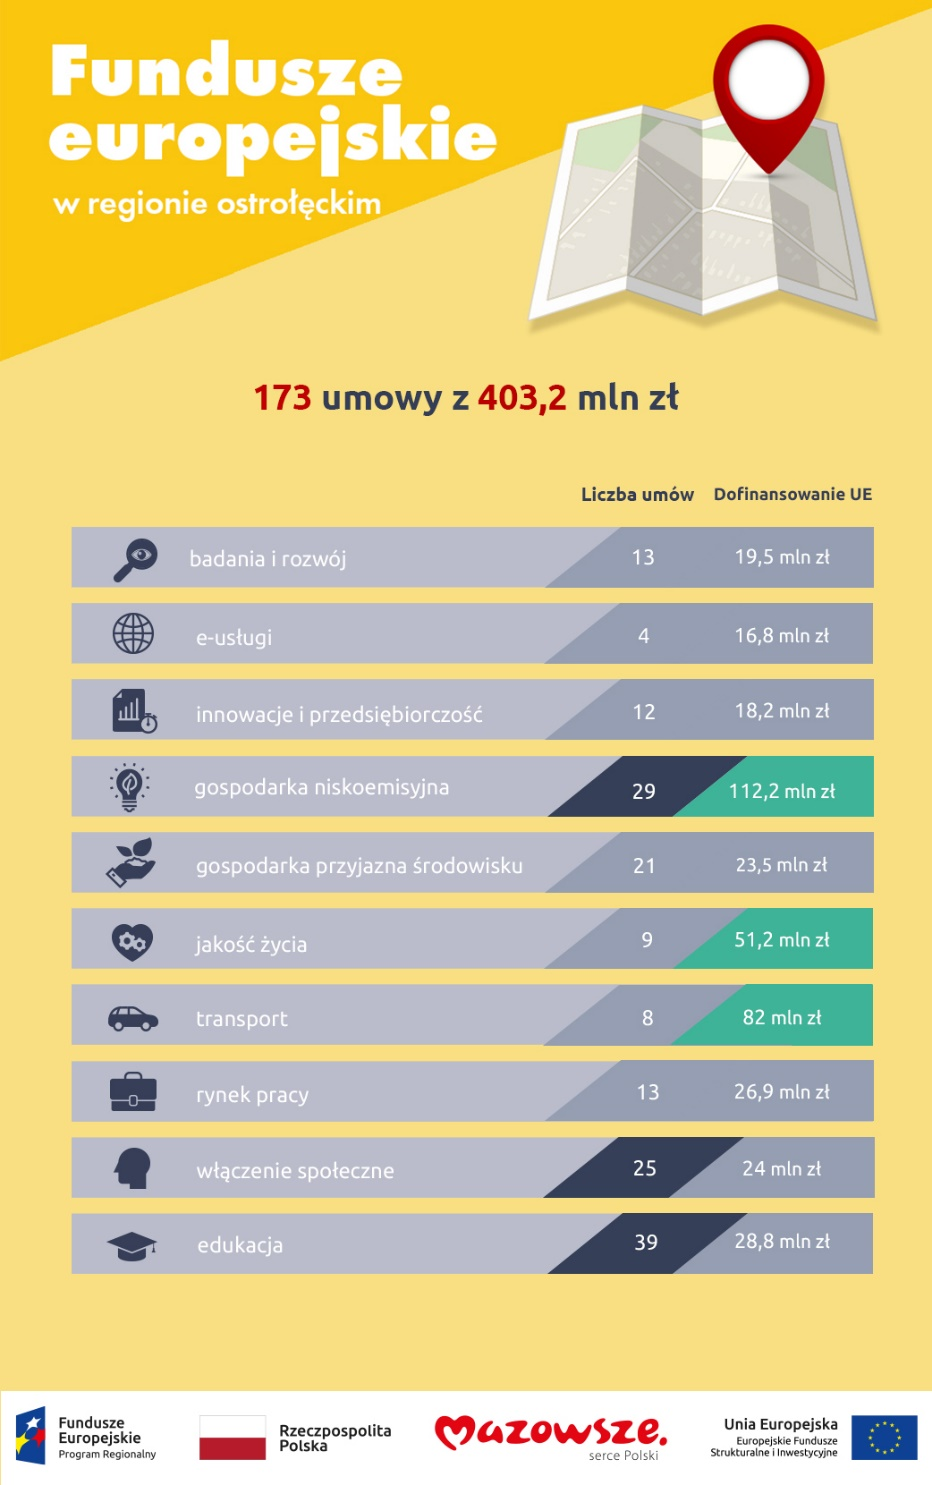 Fundusze
europejskie
w regionie ostrołęckim
173 umowy z 403,2 mln zł
Liczba umów Dofinansowanie UE
badania i rozwój 13 19,5 mln zł
e-usługi 4 16,8 mln zł
innowacje i przedsiębiorczość 12 18,2 mln zł
gospodarka niskoemisyjna 29 112,2 mln zł
gospodarka przyjazna środowisku 21 23,5 mln zł
jakość życia 9 51,2 mln zł
transport 8 82 mln zł
rynek pracy 13 26,9 mln zł
włączenie społeczne 25 24 mln zł
edukacja 39 28,8 mln zł
Fundusze
Europejskie
Program Regionalny
Rzeczpospolita
Polska
Mazowsze.
serce Polski
Unia Europejska
Europejskie Fundusze
Strukturalne i Inwestycyjne